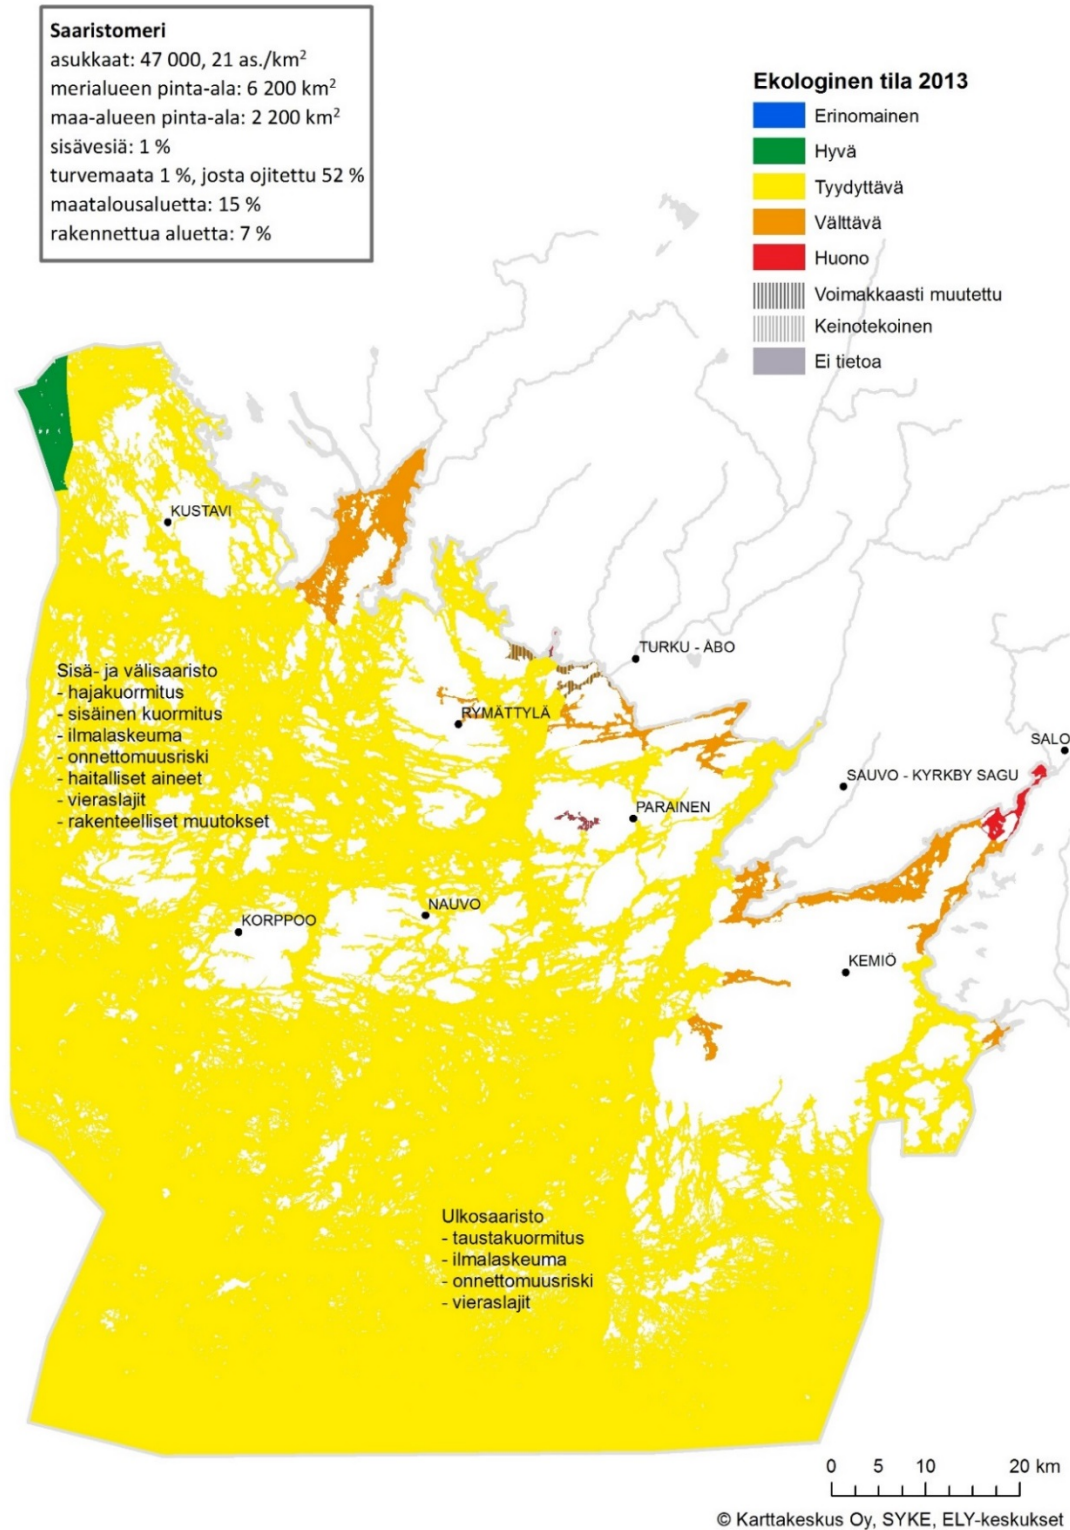 Saaristomeri
asukkaat: 47 000, 21 as./km²
merialueen pinta-ala: 6 200 km²
maa-alueen pinta-ala: 2 200 km²
sisävesiä: 1 %
turvemaata 1 %, josta ojitettu 52 %
maatalousaluetta: 15 %
rakennettua aluetta: 7 %
Ekologinen tila 2013
Erinomainen
Hyvä
Tyydyttävä
Välttävä
Huono
Voimakkaasti muutettu
Keinotekoinen
Ei tietoa
KUSTAVI
TURKU - ÅBO
Sisä- ja välisaaristo
- hajakuormitus
- sisäinen kuormitus
- ilmalaskeuma
- onnettomuusriski
- haitalliset aineet
- vieraslajit
- rakenteelliset muutokset
RYMÄTTYLÄ
SALO
SAUVO - KYRKBY SAGU
PARAINEN
NAUVO
KORPPOO
KEMIÖ
Ulkosaaristo
- taustakuormitus
- ilmalaskeuma
- onnettomuusriski
- vieraslajit
0 5 10 20 km
© Karttakeskus Oy, SYKE, ELY-keskukset